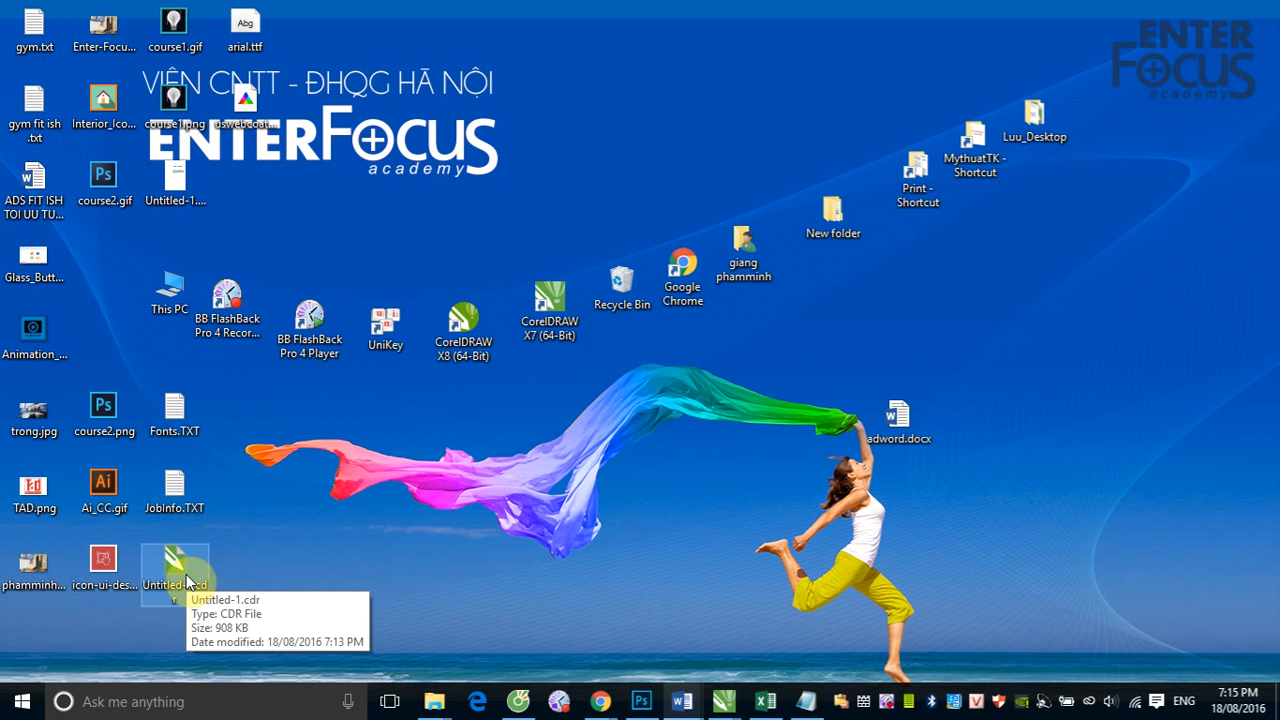 gym.txt
Enter-Focu...
course1.gif
Abg
arial.ttf
ENTER
FOCUS
academy
VIỆN CNTT - ĐHQG HÀ NỘI
ENTERFOCUS
academy
gym fit ish
.txt
Interior_Ico...
course1.png
Luu_Desktop
MythuatTK -
Shortcut
Print -
Shortcut
ADS FIT ISH
TOI UU TU...
Ps
course2.gif
Untitled-1....
New folder
giang
phamminh
Glass_Butt...
This PC
BB FlashBack
Pro 4 Recor...
BB FlashBack
Pro 4 Player
UniKey
CorelDRAW
X8 (64-Bit)
CorelDRAW
X7 (64-Bit)
Recycle Bin
Google
Chrome
Animation_...
trong.jpg
Ps
course2.png
Fonts.TXT
adword.docx
Tad
TAD.png
Ai
Ai_CC.gif
JobInfo.TXT
phamminh...
icon-ui-des...
Untitled-1.cdr
Type: CDR File
Size: 908 KB
Date modified: 18/08/2016 7:13 PM
Ask me anything
Ps
ENG
7:15 PM
18/08/2016